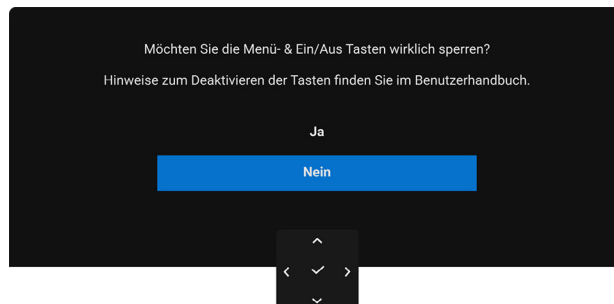 Möchten Sie die Menü- & Ein/Aus Tasten wirklich sperren?
Hinweise zum Deaktivieren der Tasten finden Sie im Benutzerhandbuch.
Ja
Nein